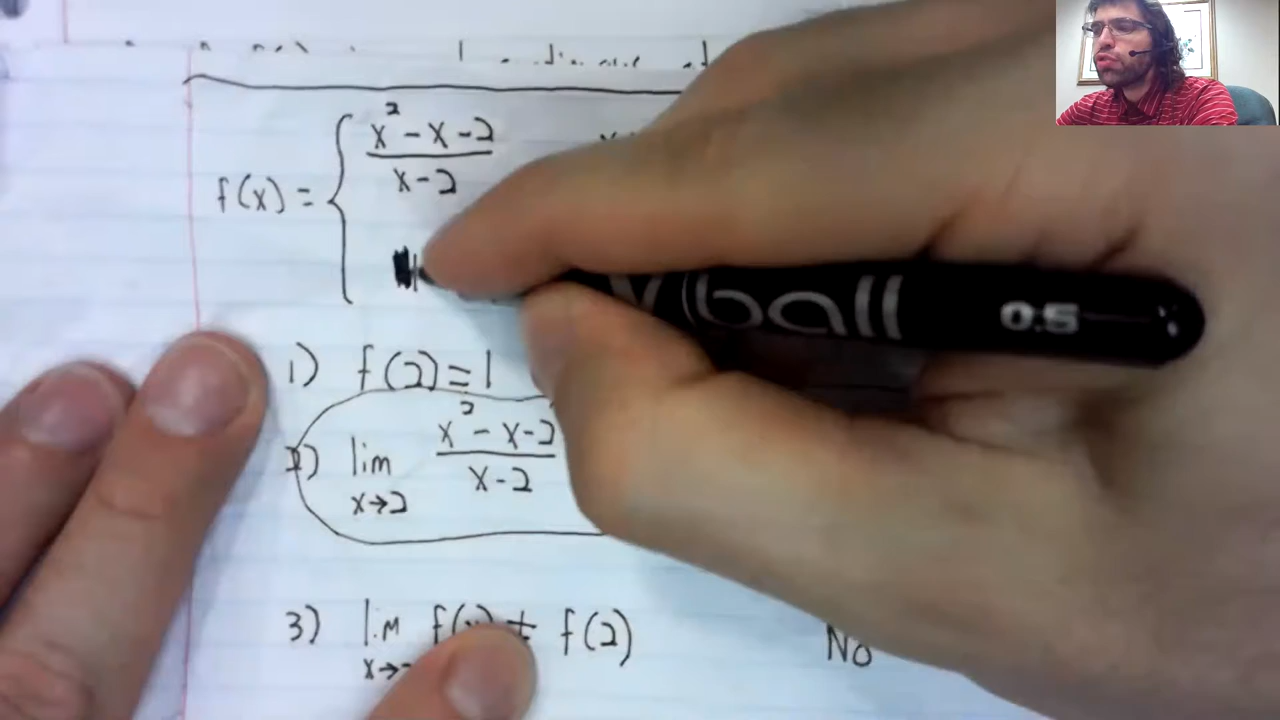 f(x) = { x² - x - 2 / x - 2
1) f(2) = 1
2) lim x→2 x² - x - 2 / x - 2
3) lim x→ f(x) ≠ f(2) No
ball 0.5